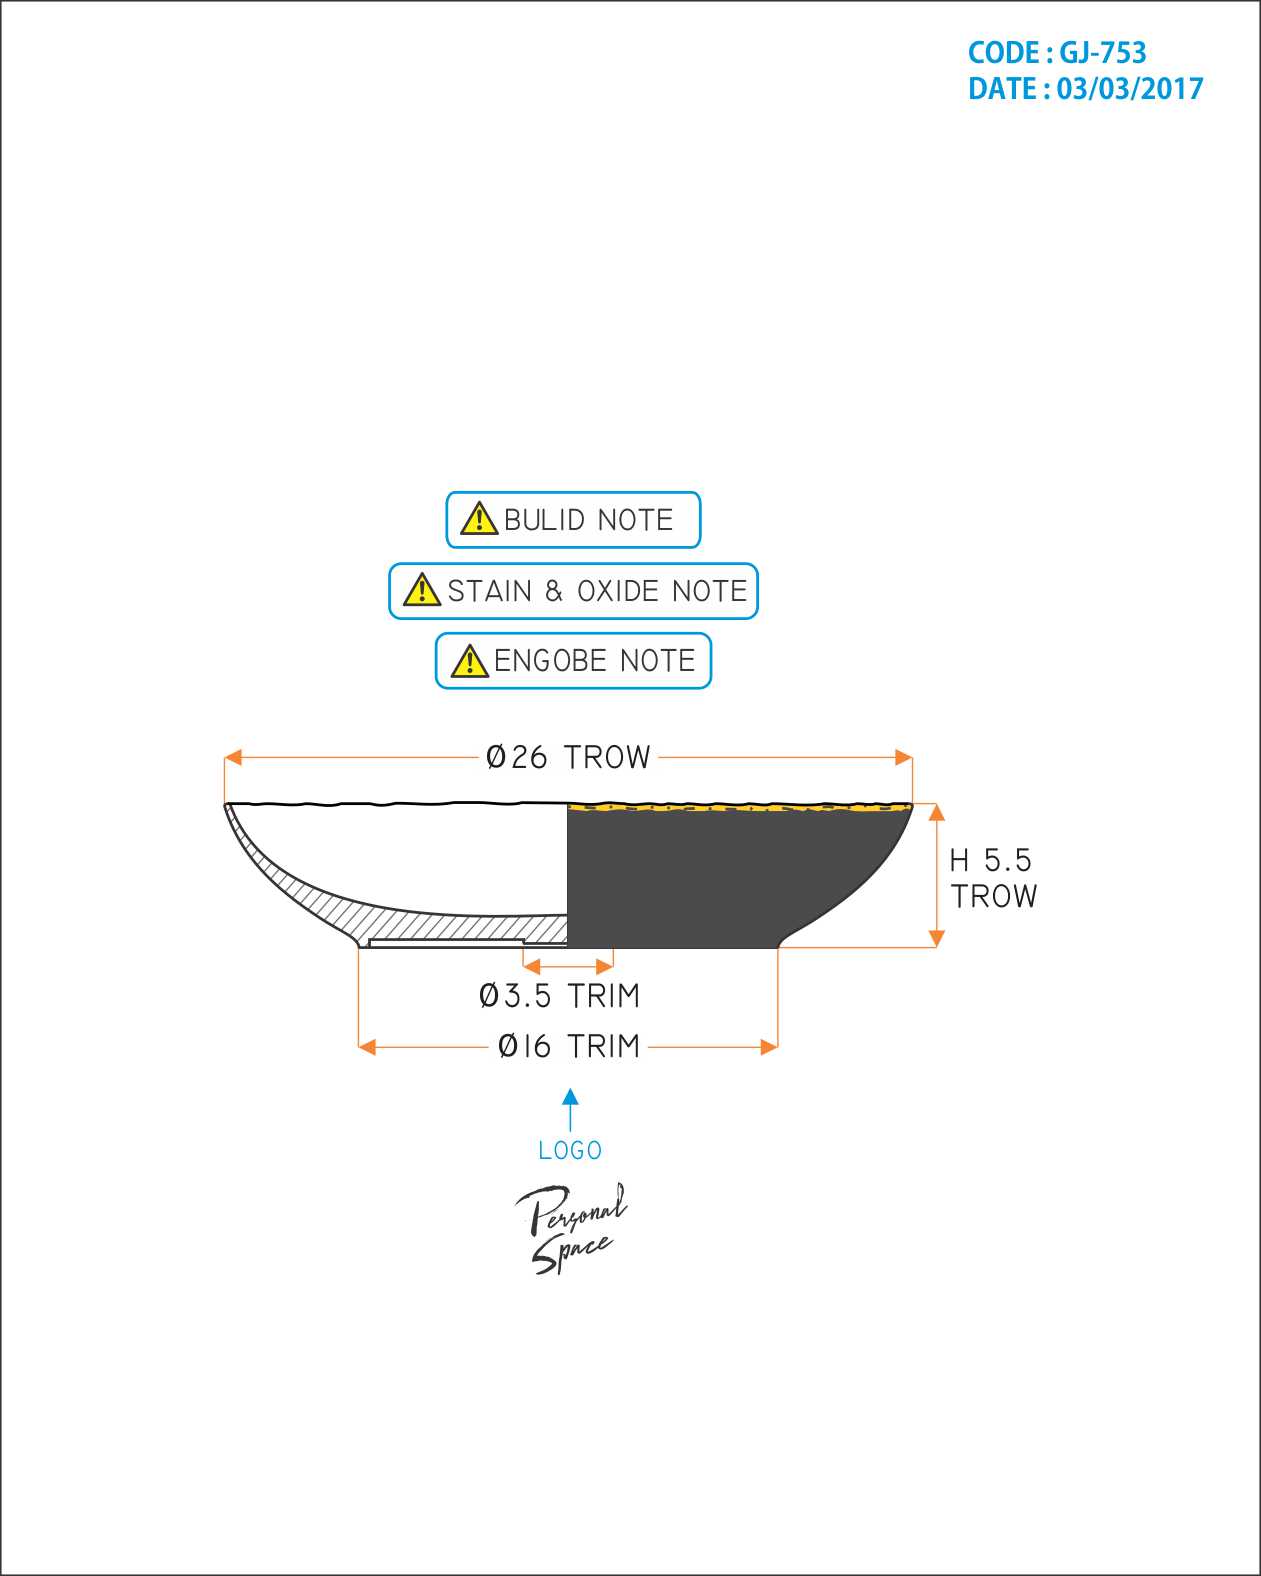 CODE : GJ-753
DATE : 03/03/2017
BULID NOTE
STAIN & OXIDE NOTE
ENGOBE NOTE
Ø26 TROW
H 5.5
TROW
Ø3.5 TRIM
Ø16 TRIM
LOGO
Personal
Space